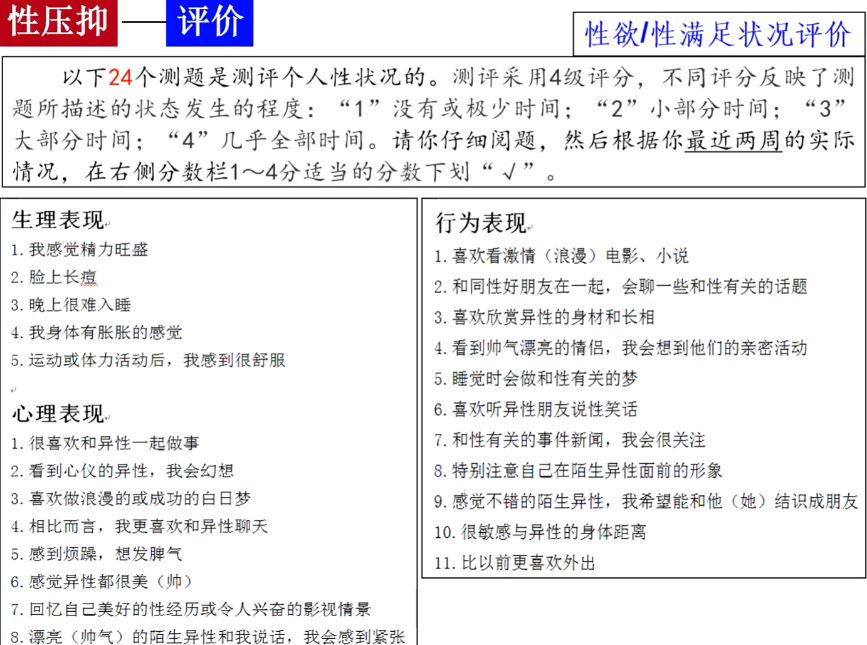 性压抑——评价
性欲/性满足状况评价
以下24个测题是测评个人性状况的。测评采用4级评分，不同评分反映了测
题所描述的状态发生的程度：“1”没有或极少时间；“2”小部分时间；“3”
大部分时间；“4”几乎全部时间。请你仔细阅题，然后根据你最近两周的实际
情况，在右侧分数栏1～4分适当的分数下划“√”。
生理表现
1. 我感觉精力旺盛
2. 脸上长痘
3. 晚上很难入睡
4. 我身体有胀胀的感觉
5. 运动或体力活动后，我感到很舒服
心理表现
1. 很喜欢和异性一起做事
2. 看到心仪的异性，我会幻想
3. 喜欢做浪漫的或成功的白日梦
4. 相比而言，我更喜欢和异性聊天
5. 感到烦躁，想发脾气
6. 感觉异性都很美（帅）
7. 回忆自己美好的性经历或令人兴奋的影视情景
8. 漂亮（帅气）的陌生异性和我说话，我会感到紧张
行为表现
1. 喜欢看激情（浪漫）电影、小说
2. 和同性好朋友在一起，会聊一些和性有关的话题
3. 喜欢欣赏异性的身材和长相
4. 看到帅气漂亮的情侣，我会想到他们的亲密活动
5. 睡觉时会做和性有关的梦
6. 喜欢听异性朋友说性笑话
7. 和性有关的事件新闻，我会很关注
8. 特别注意自己在陌生异性面前的形象
9. 感觉不错的陌生异性，我希望能和他（她）结识成朋友
10. 很敏感与异性的身体距离
11. 比以前更喜欢外出